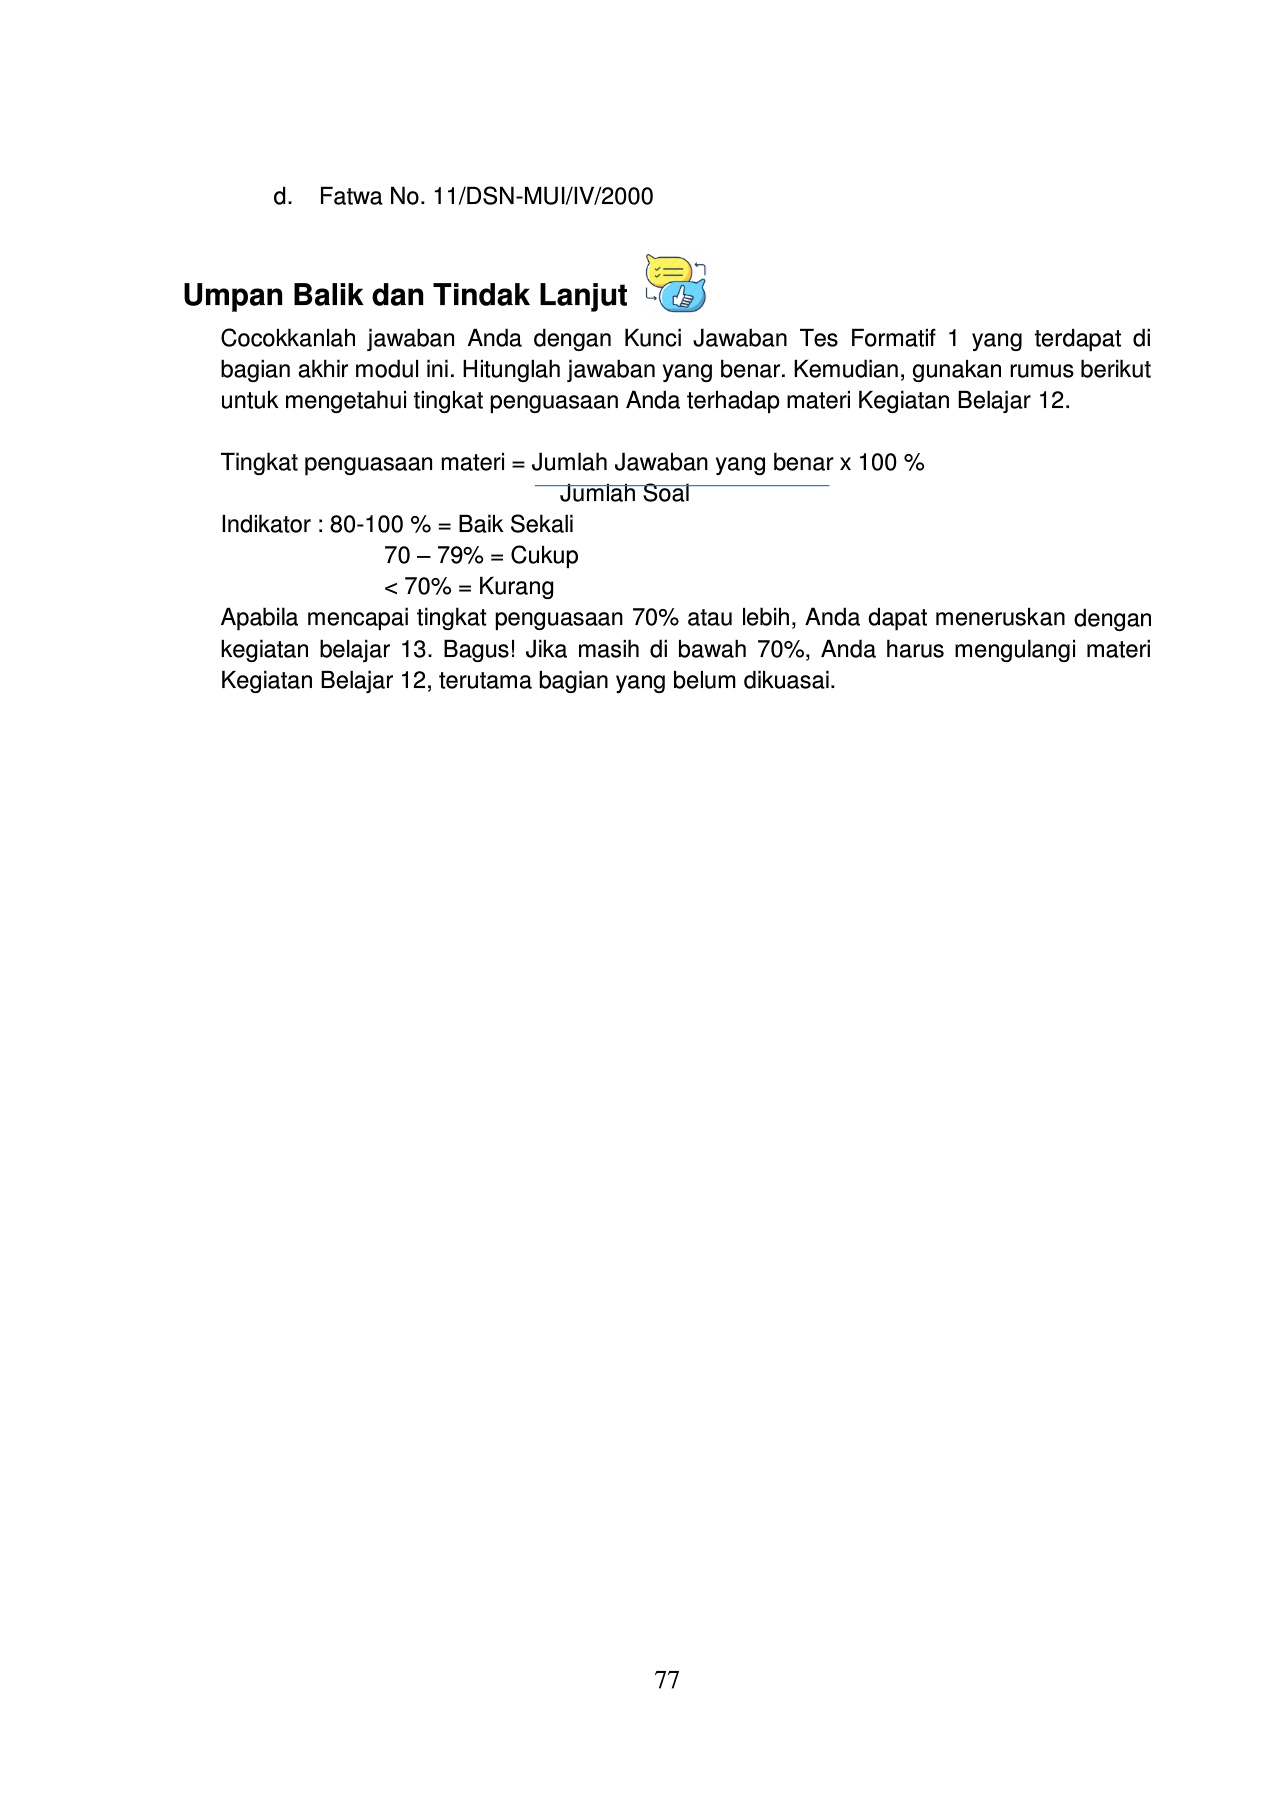 d. Fatwa No. 11/DSN-MUI/IV/2000
Umpan Balik dan Tindak Lanjut
Cocokkanlah jawaban Anda dengan Kunci Jawaban Tes Formatif 1 yang terdapat di
bagian akhir modul ini. Hitunglah jawaban yang benar. Kemudian, gunakan rumus berikut
untuk mengetahui tingkat penguasaan Anda terhadap materi Kegiatan Belajar 12.
Tingkat penguasaan materi = Jumlah Jawaban yang benar x 100 %
Jumlah Soal
Indikator : 80-100 % = Baik Sekali
70 – 79% = Cukup
< 70% = Kurang
Apabila mencapai tingkat penguasaan 70% atau lebih, Anda dapat meneruskan dengan
kegiatan belajar 13. Bagus! Jika masih di bawah 70%, Anda harus mengulangi materi
Kegiatan Belajar 12, terutama bagian yang belum dikuasai.
77